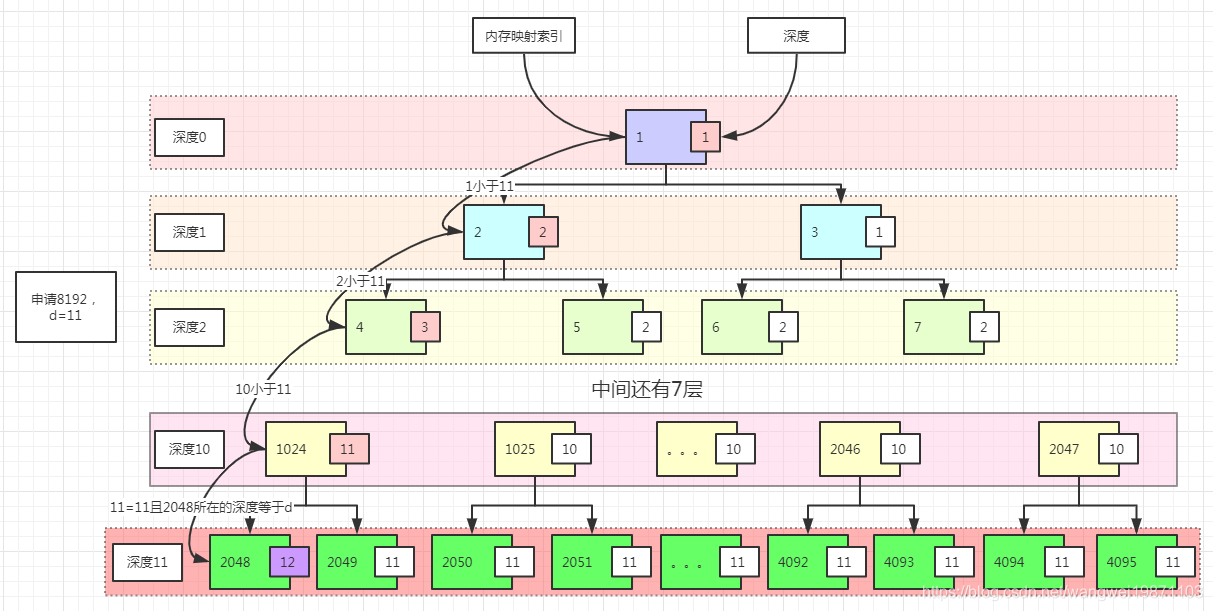 内存映射索引
深度
深度0
1
1
1小于11
深度1
2
2
3
1
2小于11
申请8192，
d=11
深度2
4
3
5
2
6
2
7
2
10小于11
中间还有7层
深度10
1024
11
1025
10
。。。
10
2046
10
2047
10
11=11且2048所在的深度等于d
深度11
2048
12
2049
11
2050
11
2051
11
。。。
11
4092
11
4093
11
4094
11
4095
11
https://blog.csdn.net/wangwei19871103